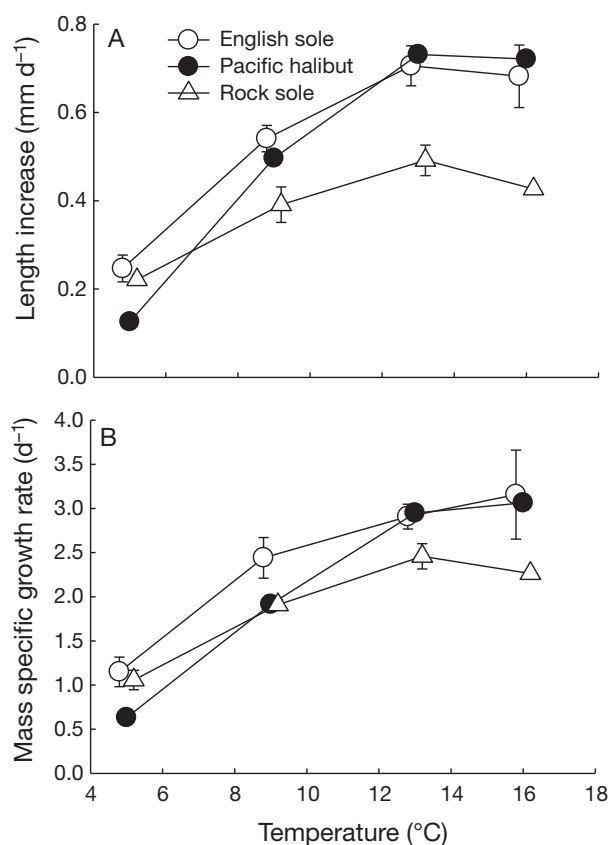 A
English sole
Pacific halibut
Rock sole
0.8
0.6
0.4
0.2
0.0
Length increase (mm d⁻¹)
B
4.0
3.5
3.0
2.5
2.0
1.5
1.0
0.5
0.0
Mass specific growth rate (d⁻¹)
4 6 8 10 12 14 16 18
Temperature (°C)